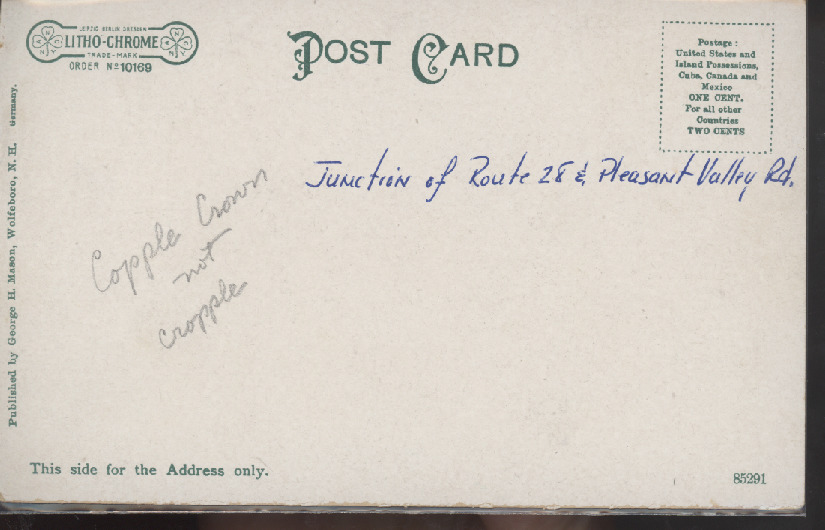 LEIPZIG BERLIN DRESDEN
LITHO-CHROME
TRADE-MARK
ORDER Nº 10169
POST CARD
Postage:
United States and
Island Possessions,
Cuba, Canada and
Mexico
ONE CENT.
For all other
Countries
TWO CENTS
Junction of Route 28 & Pleasant Valley Rd.
Copple Crown
not
cropple
Published by George H. Mason, Wolfeboro, N. H. Germany.
This side for the Address only.
85291